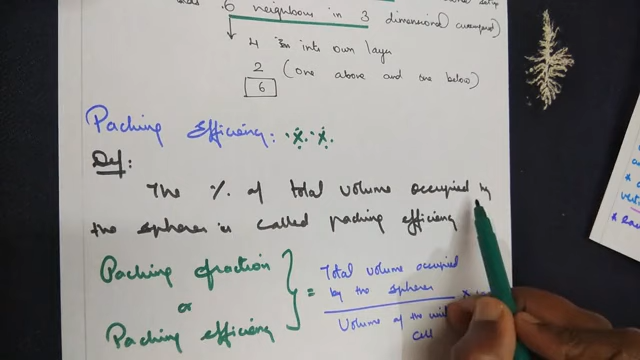 .6 neighbours in 3 dimensional
4 in into own layer
2 (one above and one below)
6
Packing Efficiency:
Def:
The % of total volume occupied by
the spheres is called packing efficiency
Packing fraction
or
Packing efficiency
= Total volume occupied
by the spheres
Volume of the unit
cell